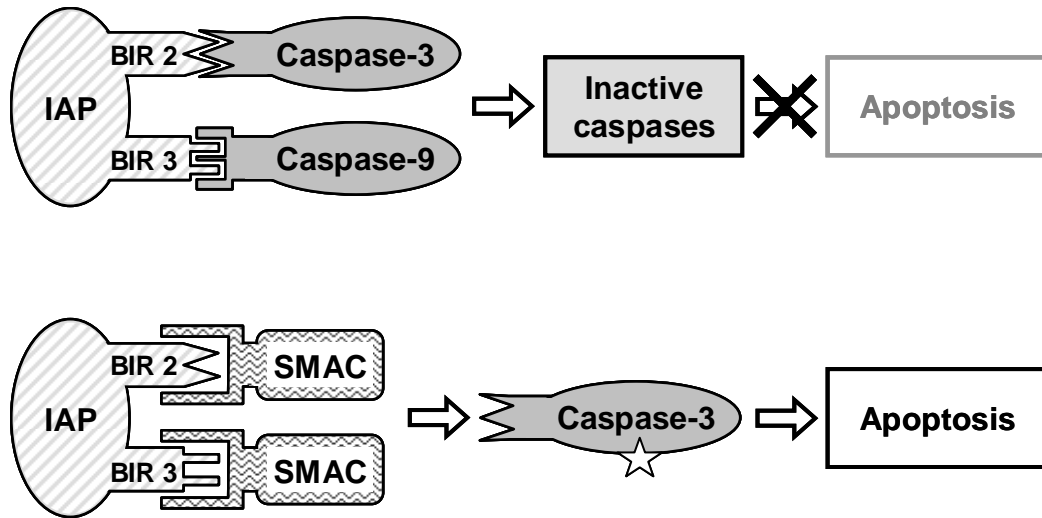 BIR 2
Caspase-3
IAP
BIR 3
Caspase-9
Inactive
caspases
Apoptosis
BIR 2
SMAC
IAP
BIR 3
SMAC
Caspase-3
Apoptosis